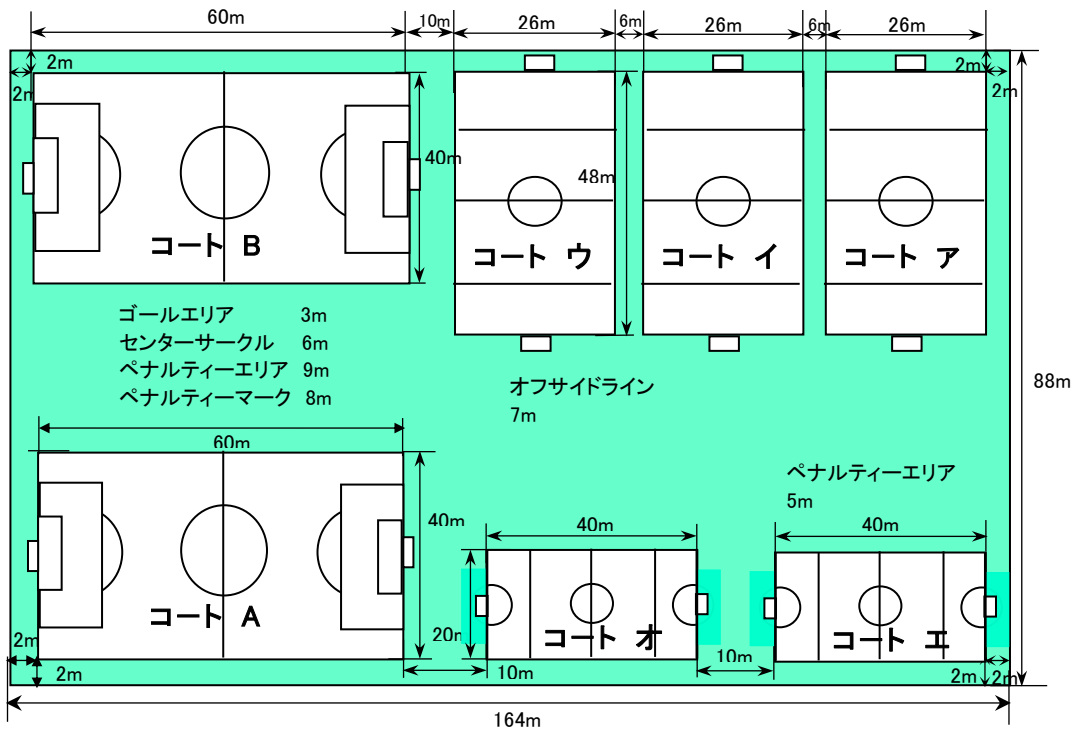 60m
10m
26m
6m
26m
6m
26m
2m
2m
2m
2m
40m
48m
コート B
コート ウ
コート イ
コート ア
ゴールエリア 3m
センターサークル 6m
ペナルティーエリア 9m
ペナルティーマーク 8m
オフサイドライン
7m
88m
60m
ペナルティーエリア
5m
40m
40m
40m
コート A
20m
コート オ
コート エ
2m
2m
10m
10m
2m
2m
164m